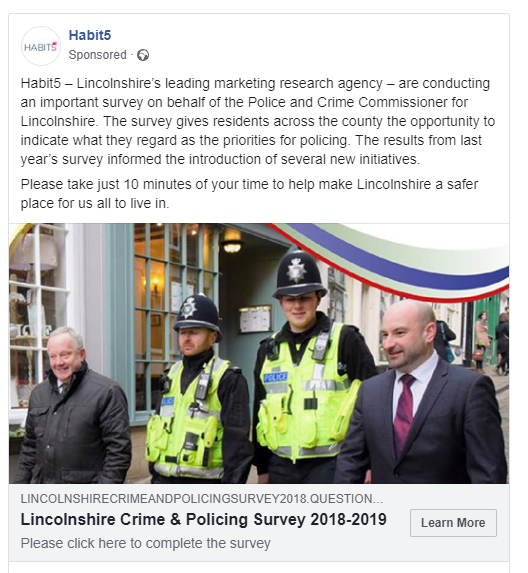 HABIT5
Habit5
Sponsored ·
Habit5 – Lincolnshire's leading marketing research agency – are conducting
an important survey on behalf of the Police and Crime Commissioner for
Lincolnshire. The survey gives residents across the county the opportunity to
indicate what they regard as the priorities for policing. The results from last
year's survey informed the introduction of several new initiatives.
Please take just 10 minutes of your time to help make Lincolnshire a safer
place for us all to live in.
POLICE
LINCOLNSHIRECRIMEANDPOLICINGSURVEY2018.QUESTION...
Lincolnshire Crime & Policing Survey 2018-2019
Learn More
Please click here to complete the survey